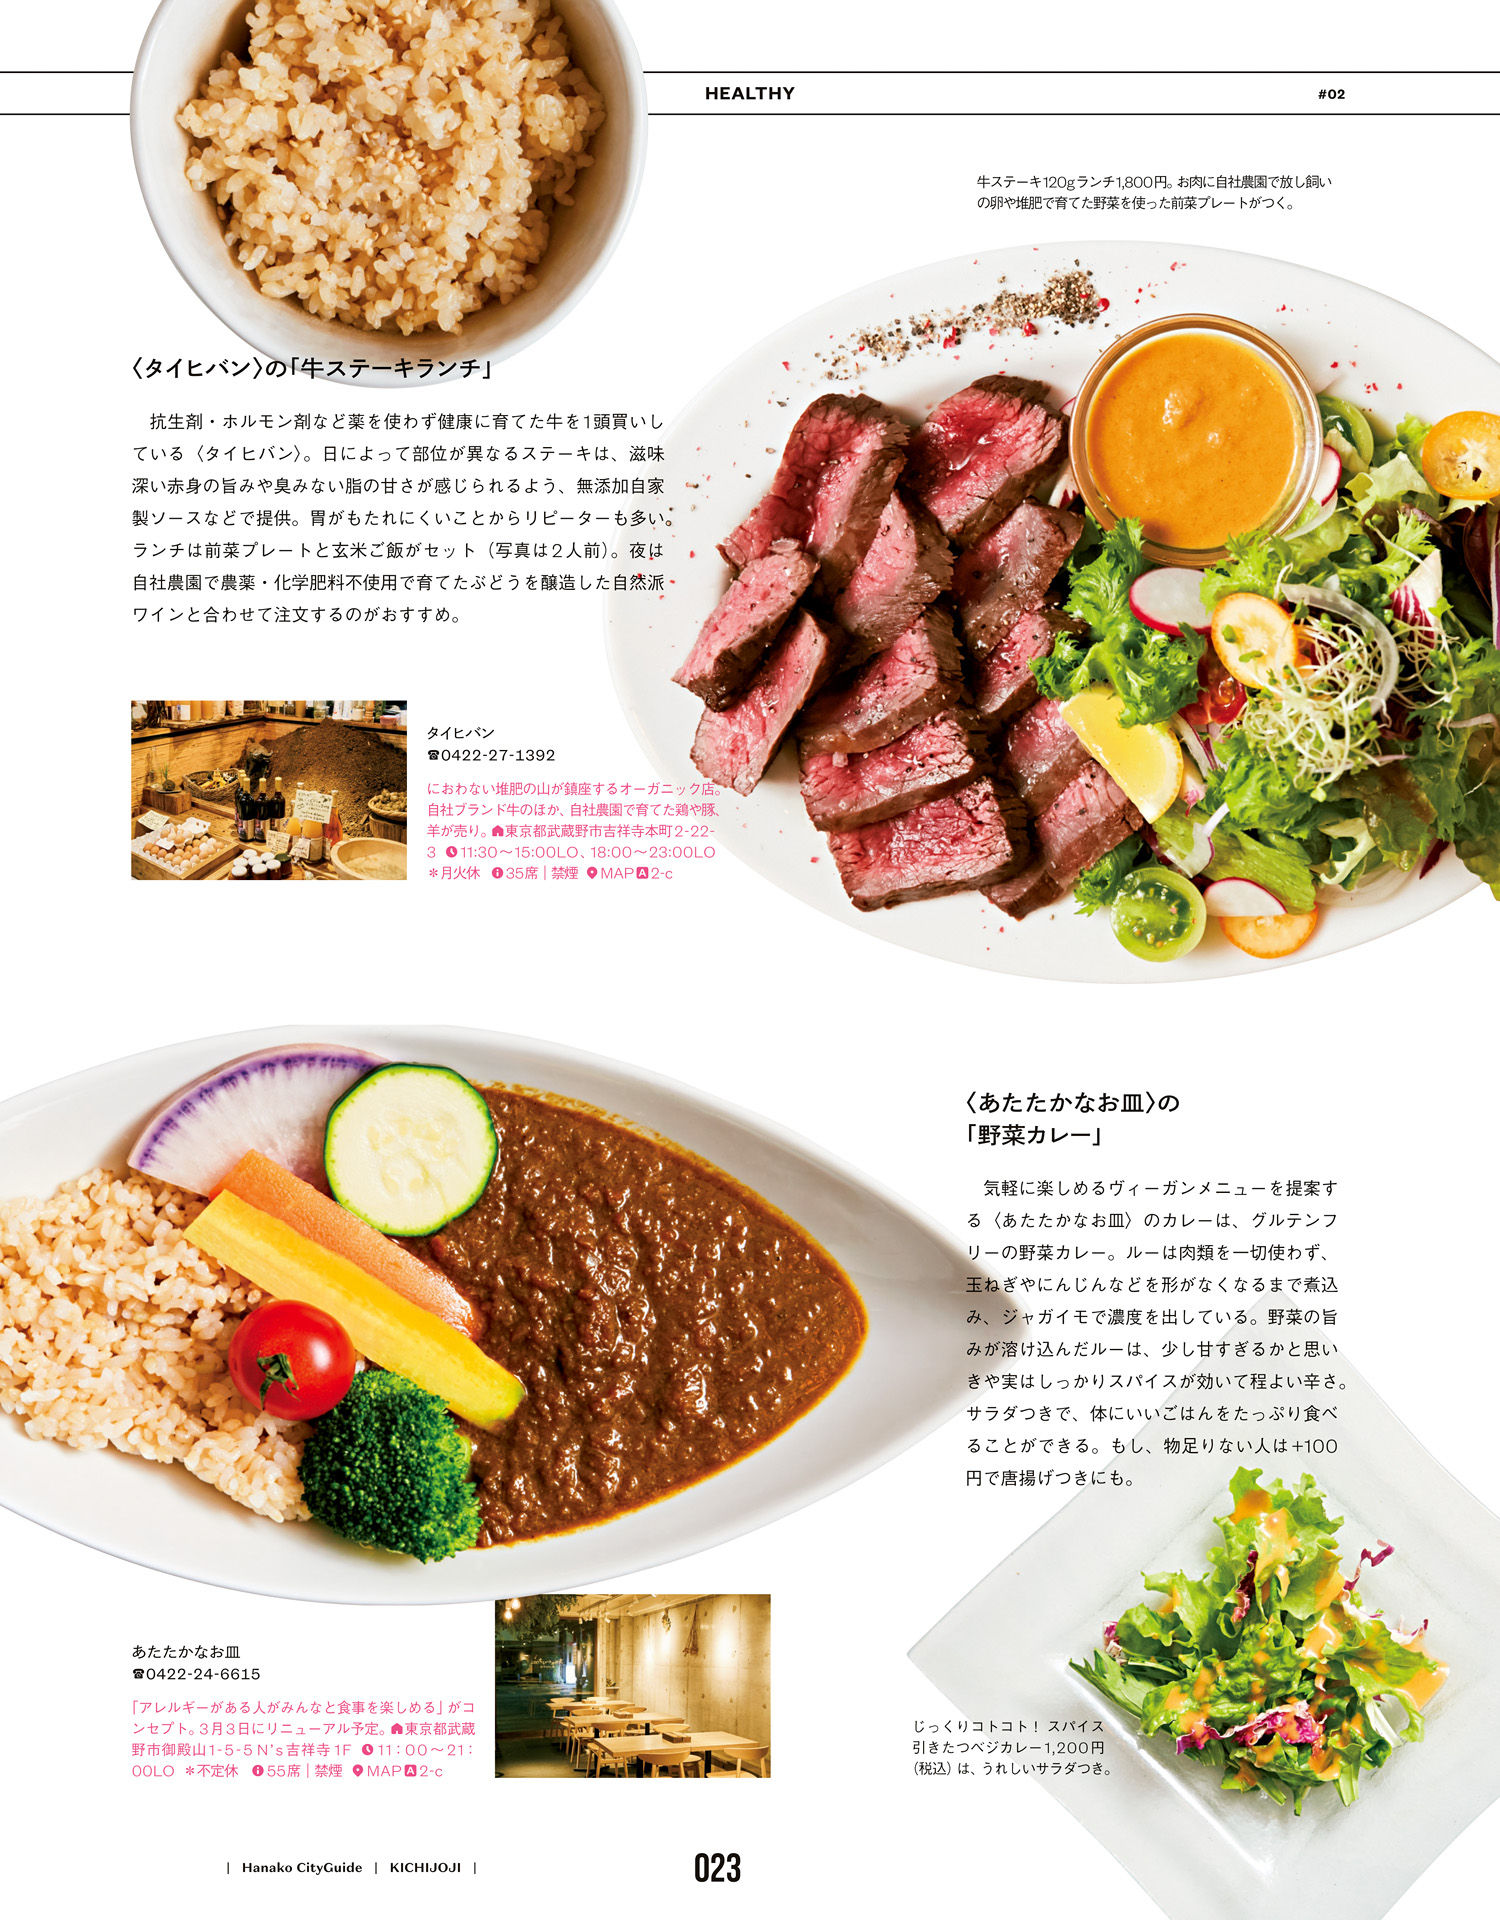 HEALTHY
#02
牛ステーキ120gランチ1,800円。お肉に自社農園で放し飼い
の卵や堆肥で育てた野菜を使った前菜プレートがつく。
〈タイヒバン〉の「牛ステーキランチ」
抗生剤・ホルモン剤など薬を使わず健康に育てた牛を1頭買いし
ている〈タイヒバン〉。日によって部位が異なるステーキは、滋味
深い赤身の旨みや臭みない脂の甘さが感じられるよう、無添加自家
製ソースなどで提供。胃がもたれにくいことからリピーターも多い。
ランチは前菜プレートと玄米ご飯がセット（写真は2人前）。夜は
自社農園で農薬・化学肥料不使用で育てたぶどうを醸造した自然派
ワインと合わせて注文するのがおすすめ。
タイヒバン
☎0422-27-1392
におわない堆肥の山が鎮座するオーガニック店。
自社ブランド牛のほか、自社農園で育てた鶏や豚、
羊が売り。東京都武蔵野市吉祥寺本町2-22-
3 11:30〜15:00LO、18:00〜23:00LO
＊月火休 35席｜禁煙 MAP A 2-c
〈あたたかなお皿〉の
「野菜カレー」
気軽に楽しめるヴィーガンメニューを提案す
る〈あたたかなお皿〉のカレーは、グルテンフ
リーの野菜カレー。ルーは肉類を一切使わず、
玉ねぎやにんじんなどを形がなくなるまで煮込
み、ジャガイモで濃度を出している。野菜の旨
みが溶け込んだルーは、少し甘すぎるかと思い
きや実はしっかりスパイスが効いて程よい辛さ。
サラダつきで、体にいいごはんをたっぷり食べ
ることができる。もし、物足りない人は+100
円で唐揚げつきにも。
あたたかなお皿
☎0422-24-6615
「アレルギーがある人がみんなと食事を楽しめる」がコ
ンセプト。3月3日にリニューアル予定。東京都武蔵
野市御殿山1-5-5 N's吉祥寺1F 11:00〜21:
00LO ＊不定休 55席｜禁煙 MAP A 2-c
じっくりコトコト！ スパイス
引きたつベジカレー1,200円
（税込）は、うれしいサラダつき。
| Hanako CityGuide | KICHIJOJI |
023